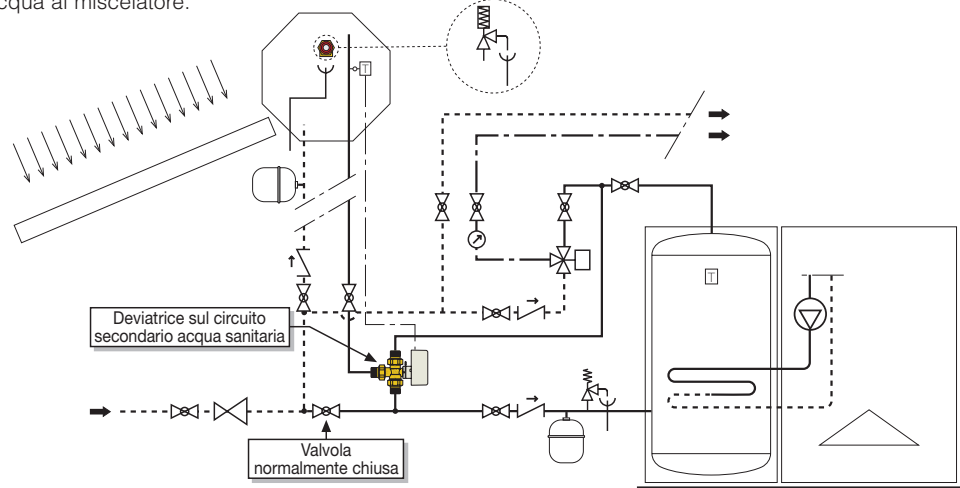 acqua al miscelatore.
T
T
Deviatrice sul circuito
secondario acqua sanitaria
Valvola
normalmente chiusa